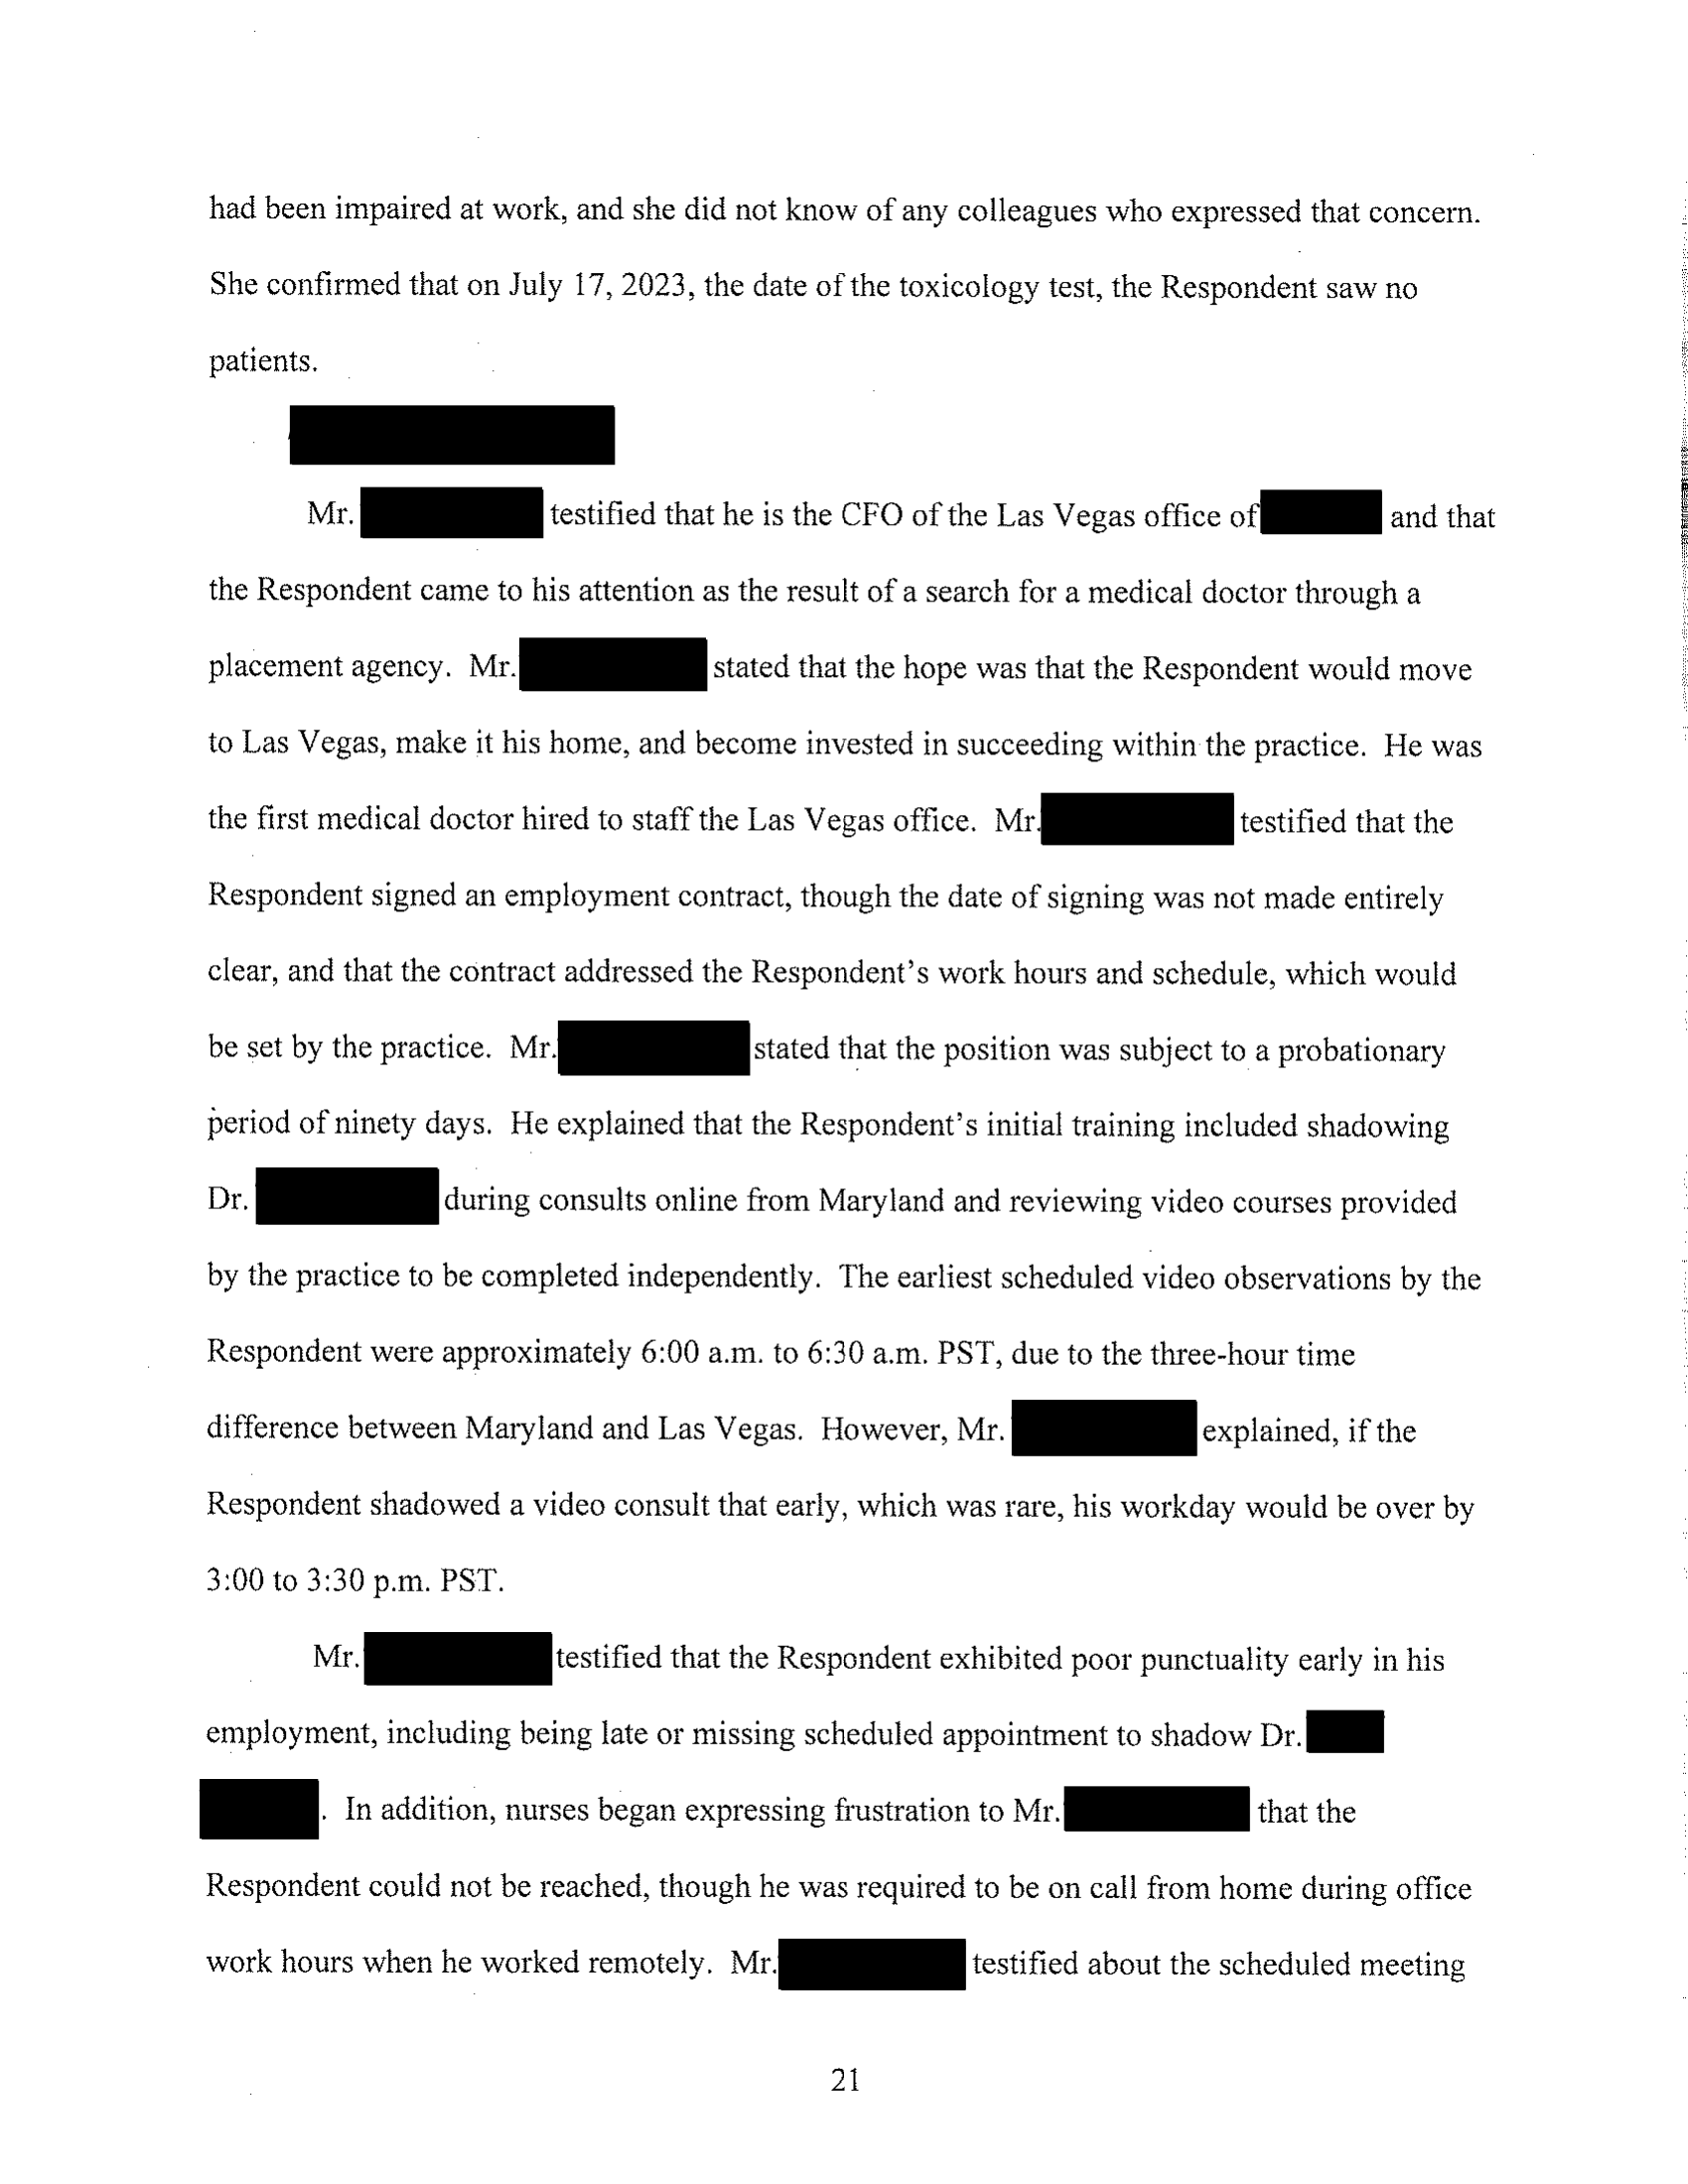 had been impaired at work, and she did not know of any colleagues who expressed that concern.
She confirmed that on July 17, 2023, the date of the toxicology test, the Respondent saw no
patients.
Mr. testified that he is the CFO of the Las Vegas office of and that
the Respondent came to his attention as the result of a search for a medical doctor through a
placement agency. Mr. stated that the hope was that the Respondent would move
to Las Vegas, make it his home, and become invested in succeeding within the practice. He was
the first medical doctor hired to staff the Las Vegas office. Mr. testified that the
Respondent signed an employment contract, though the date of signing was not made entirely
clear, and that the contract addressed the Respondent's work hours and schedule, which would
be set by the practice. Mr. stated that the position was subject to a probationary
period of ninety days. He explained that the Respondent's initial training included shadowing
Dr. during consults online from Maryland and reviewing video courses provided
by the practice to be completed independently. The earliest scheduled video observations by the
Respondent were approximately 6:00 a.m. to 6:30 a.m. PST, due to the three-hour time
difference between Maryland and Las Vegas. However, Mr. explained, if the
Respondent shadowed a video consult that early, which was rare, his workday would be over by
3:00 to 3:30 p.m. PST.
Mr. testified that the Respondent exhibited poor punctuality early in his
employment, including being late or missing scheduled appointment to shadow Dr.
. In addition, nurses began expressing frustration to Mr. that the
Respondent could not be reached, though he was required to be on call from home during office
work hours when he worked remotely. Mr. testified about the scheduled meeting
21